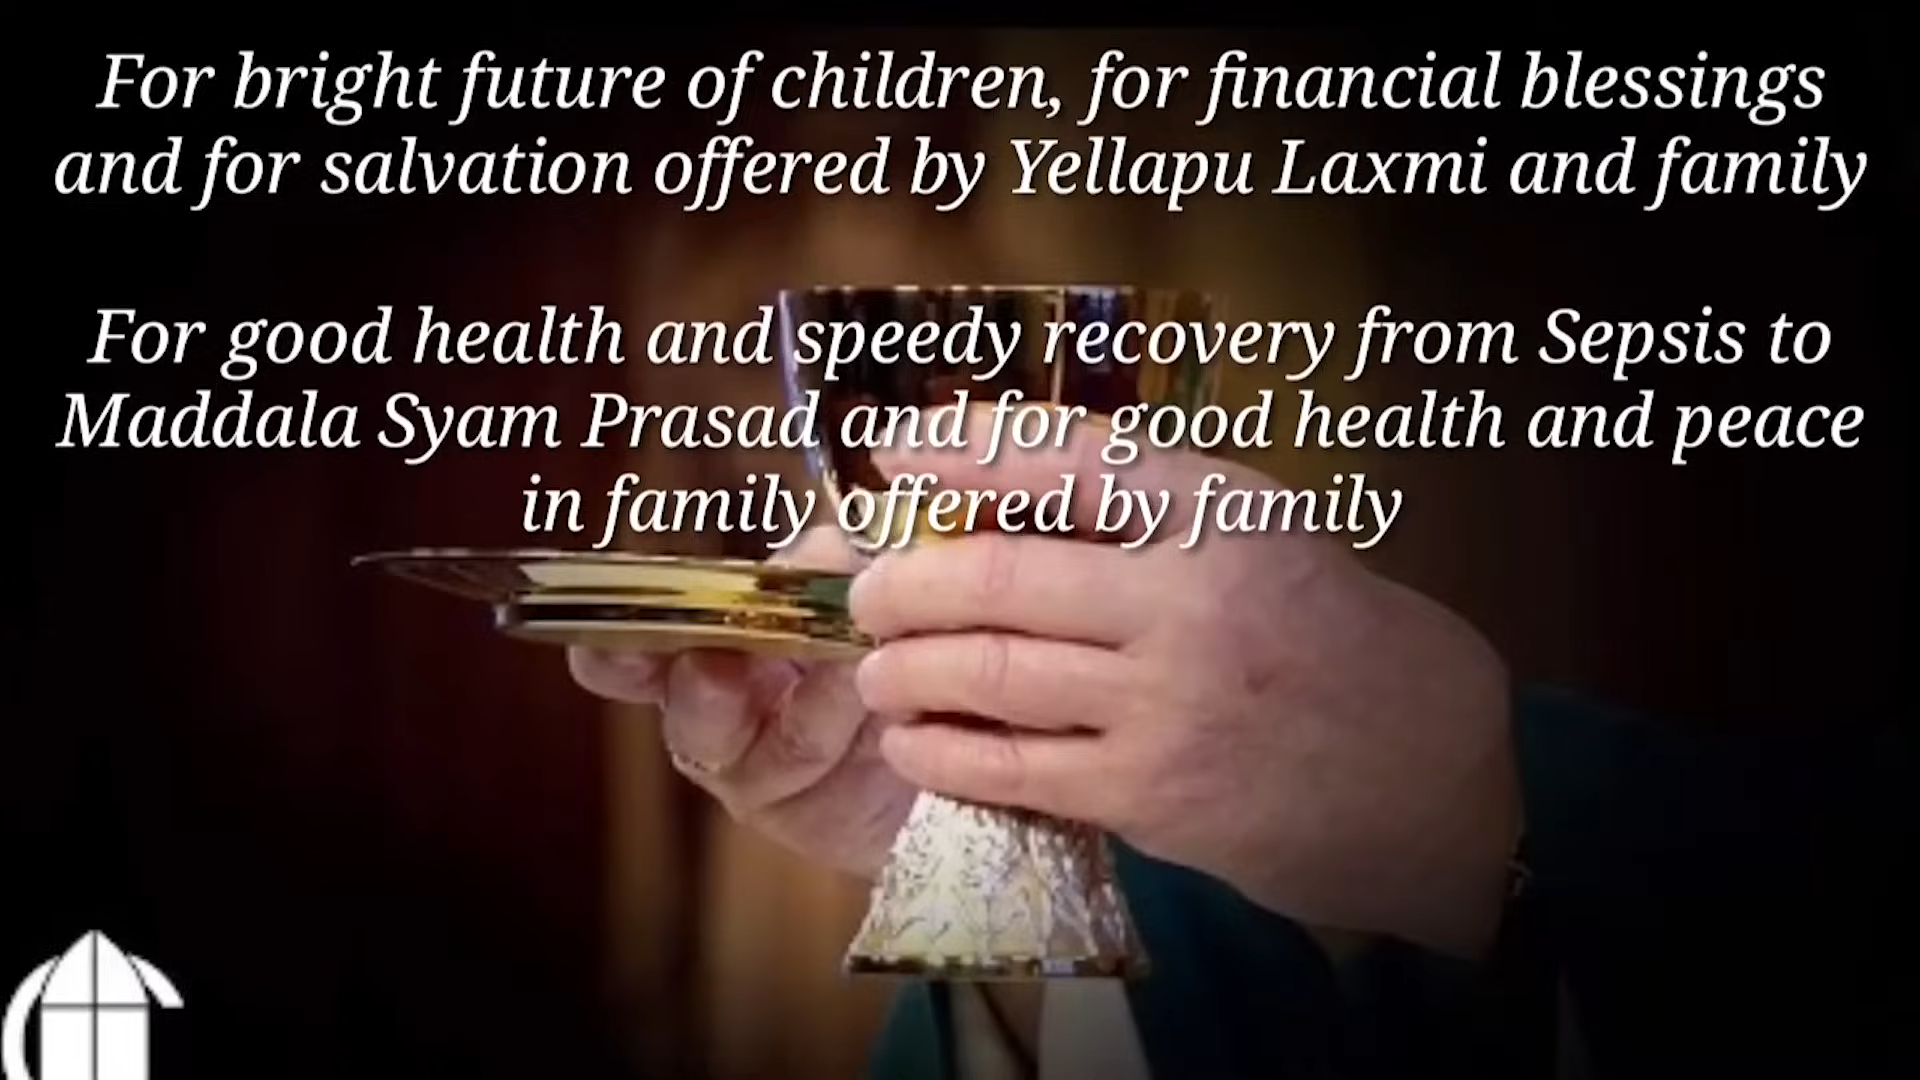 For bright future of children, for financial blessings
and for salvation offered by Yellapu Laxmi and family
For good health and speedy recovery from Sepsis to
Maddala Syam Prasad and for good health and peace
in family offered by family